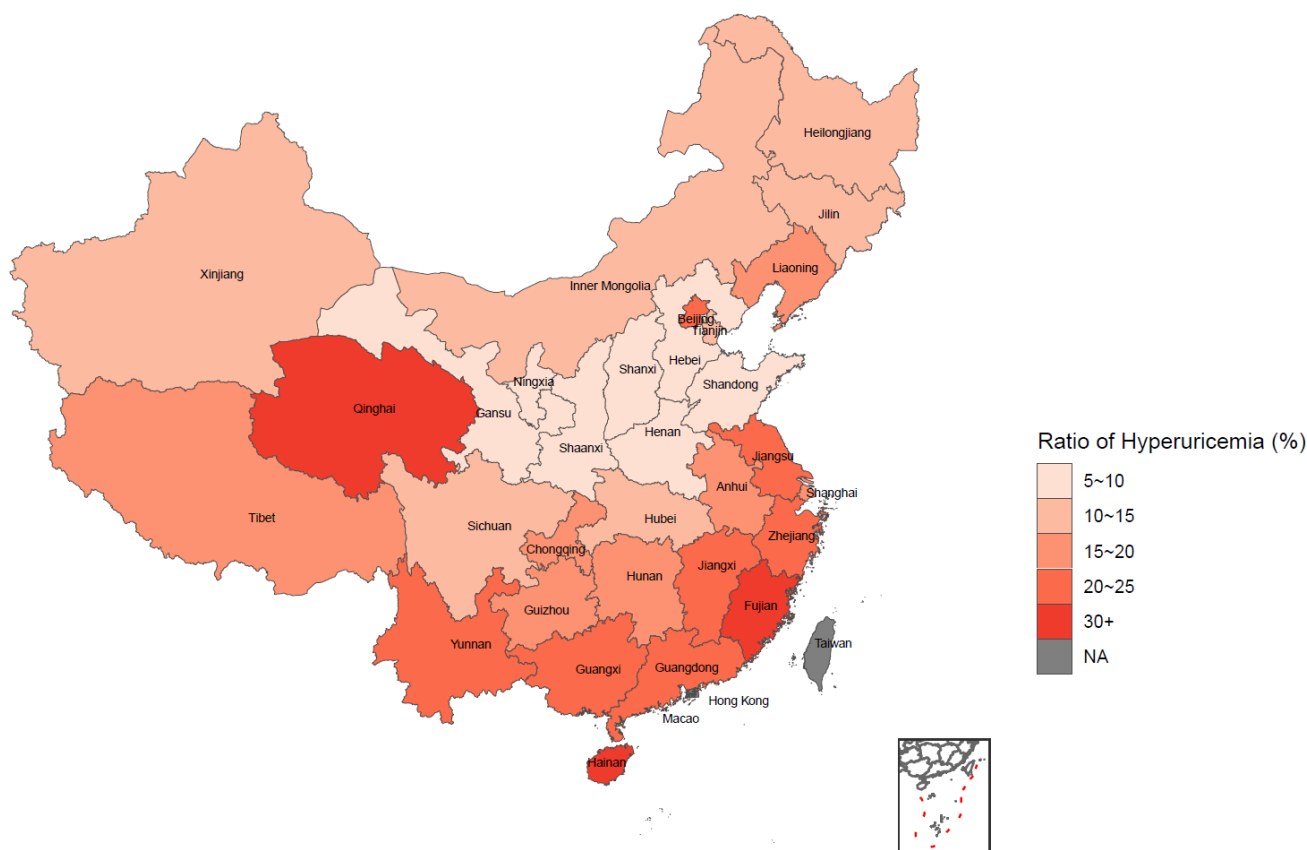 Heilongjiang
Jilin
Liaoning
Xinjiang
Inner Mongolia
Beijing
Tianjin
Hebei
Shanxi
Shandong
Ningxia
Qinghai
Gansu
Henan
Shaanxi
Jiangsu
Anhui
Shanghai
Tibet
Sichuan
Hubei
Zhejiang
Chongqing
Jiangxi
Hunan
Guizhou
Fujian
Yunnan
Taiwan
Guangxi
Guangdong
Hong Kong
Macao
Hainan
Ratio of Hyperuricemia (%)
5~10
10~15
15~20
20~25
30+
NA